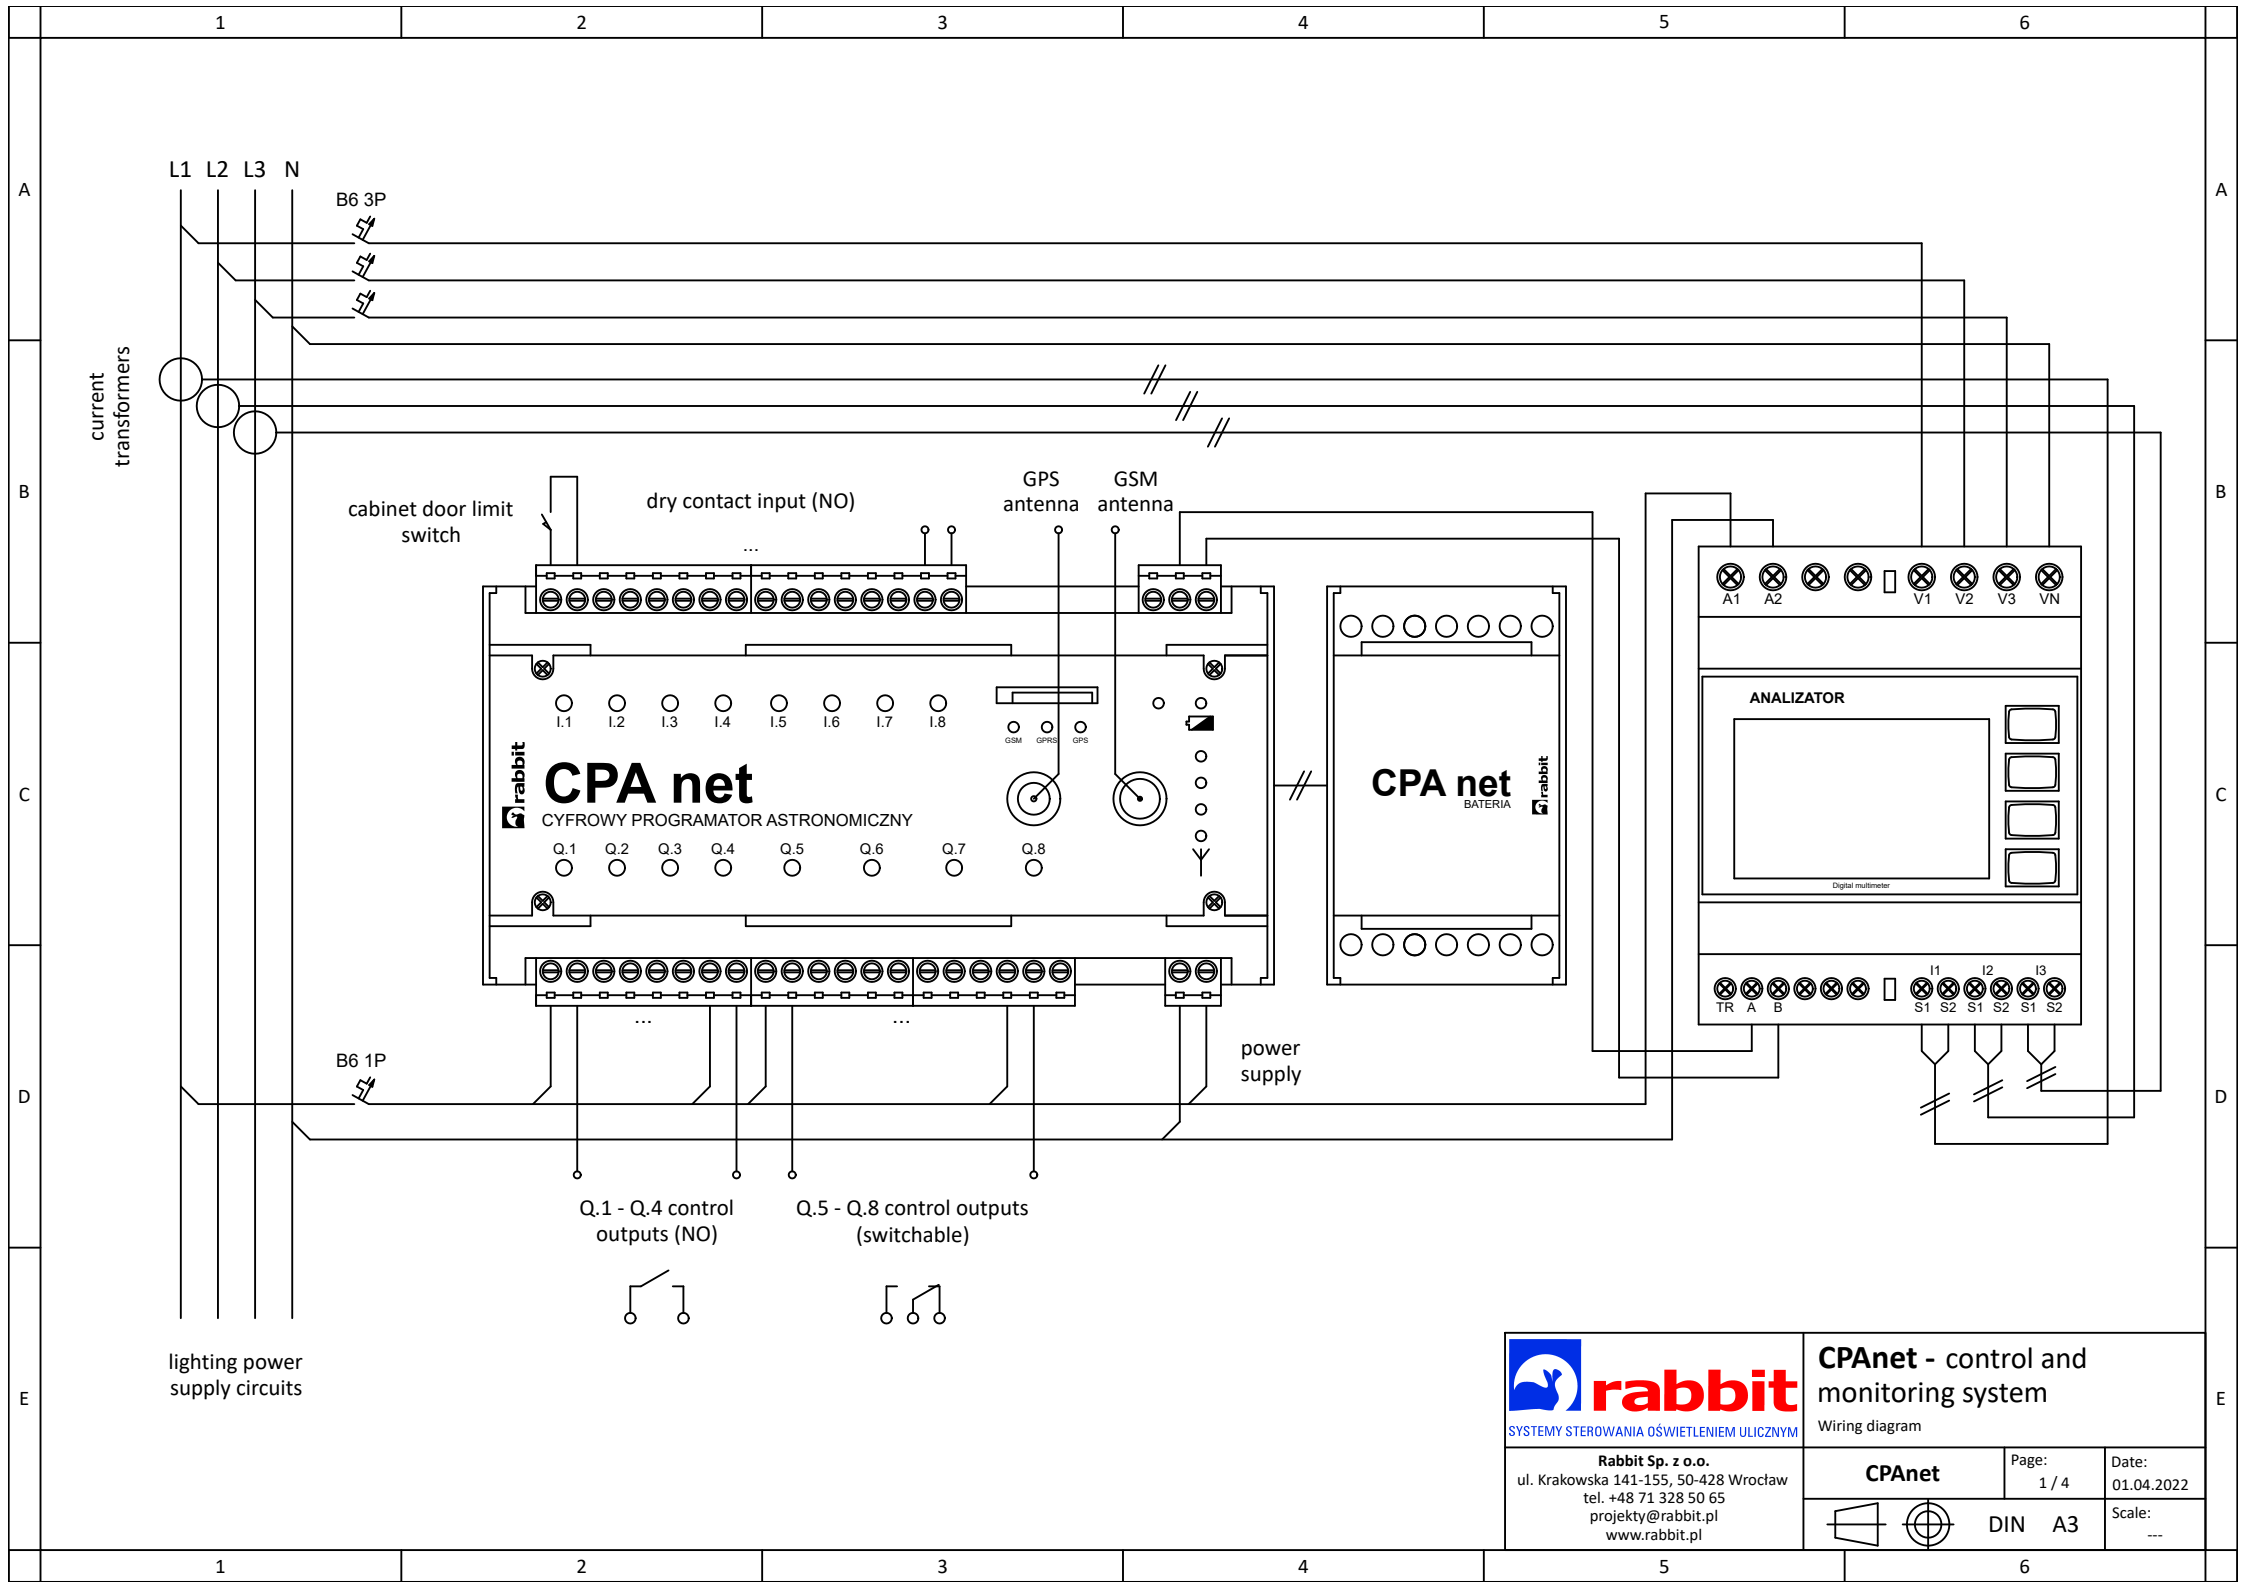 1 2 3 4 5 6
A A
B B
C C
D D
E E
L1 L2 L3 N
B6 3P
current
transformers
cabinet door limit
switch
dry contact input (NO)
...
GPS
antenna
GSM
antenna
A1 A2 V1 V2 V3 VN
I.1 I.2 I.3 I.4 I.5 I.6 I.7 I.8
GSM GPRS GPS
rabbit
CPA net
CYFROWY PROGRAMATOR ASTRONOMICZNY
Q.1 Q.2 Q.3 Q.4 Q.5 Q.6 Q.7 Q.8
CPA net
BATERIA
rabbit
ANALIZATOR
Digital multimeter
I1 I2 I3
TR A B S1 S2 S1 S2 S1 S2
... ...
B6 1P
power
supply
Q.1 - Q.4 control
outputs (NO)
Q.5 - Q.8 control outputs
(switchable)
lighting power
supply circuits
rabbit
SYSTEMY STEROWANIA OŚWIETLENIEM ULICZNYM
CPAnet - control and
monitoring system
Wiring diagram
Rabbit Sp. z o.o.
ul. Krakowska 141-155, 50-428 Wrocław
tel. +48 71 328 50 65
projekty@rabbit.pl
www.rabbit.pl
CPAnet
Page:
1 / 4
Date:
01.04.2022
DIN A3
Scale:
---
1 2 3 4 5 6